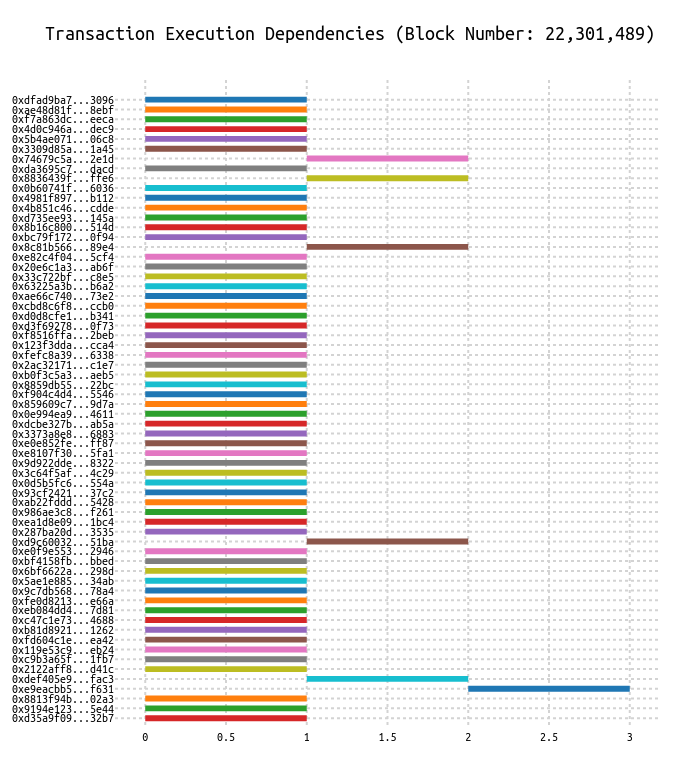 Transaction Execution Dependencies (Block Number: 22,301,489)
0xdfad9ba7...3096
0xae48d81f...8ebf
0xf7a863dc...eeca
0x4d0c946a...dec9
0x5b4ae071...06c8
0x3309d85a...1a45
0x74679c5a...2e1d
0xda3695c7...dacd
0x8836439f...ffe6
0x0b60741f...6036
0x4981f897...b112
0x4b851c46...cdde
0xd735ee93...145a
0x8b16c800...514d
0xbc79f172...0f94
0x8c81b566...89e4
0xe82c4f04...5cf4
0x20e6c1a3...ab6f
0x33c722bf...c8e5
0x63225a3b...b6a2
0xae66c740...73e2
0xcbd8c6f8...ccb0
0xd0d8cfe1...b341
0xd3f69278...0f73
0xf8516ffa...2beb
0x123f3dda...cca4
0xfefc8a39...6338
0x2ac32171...c1e7
0xb0f3c5a3...aeb5
0x8859db55...22bc
0xf904c4d4...5546
0x859609c7...9d7a
0x0e994ea9...4611
0xdcbe327b...ab5a
0x3373a8e8...6883
0xe0e852fe...ff87
0xe8107f30...5fa1
0x9d922dde...8322
0x3c64f5af...4c29
0x0d5b5fc6...554a
0x93cf2421...37c2
0xab22fddd...5428
0x986ae3c8...f261
0xea1d8e09...1bc4
0x287ba20d...3535
0xd9c60032...51ba
0xe0f9e553...2946
0xbf4158fb...bbed
0x6bf6622a...298d
0x5ae1e885...34ab
0x9c7db568...78a4
0xfe0d8213...e66a
0xeb084dd4...7d81
0xc47c1e73...4688
0xb81d8921...1262
0xfd604c1e...ea42
0x119e53c9...eb24
0xc9b3a65f...1fb7
0x2122aff8...d41c
0xdef405e9...fac3
0xe9eacbb5...f631
0x8813f94b...02a3
0x9194e123...5e44
0xd35a9f09...32b7
0 0.5 1 1.5 2 2.5 3